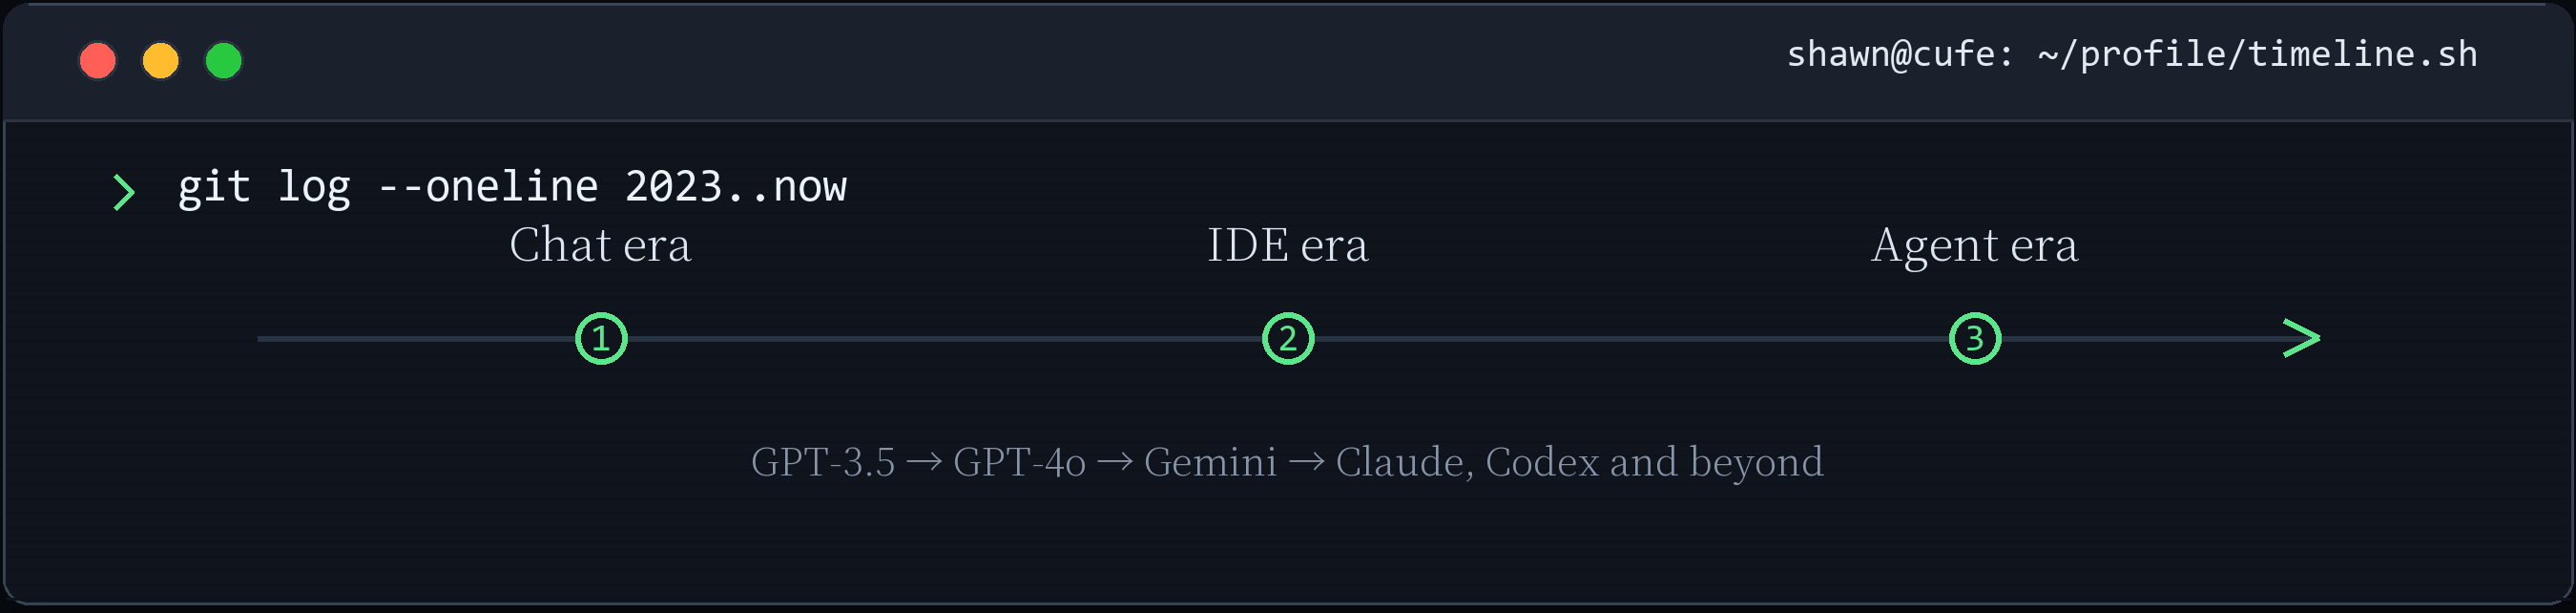 shawn@cufe: ~/profile/timeline.sh
> git log --oneline 2023..now
Chat era
IDE era
Agent era
1
2
3
GPT-3.5 → GPT-4o → Gemini → Claude, Codex and beyond